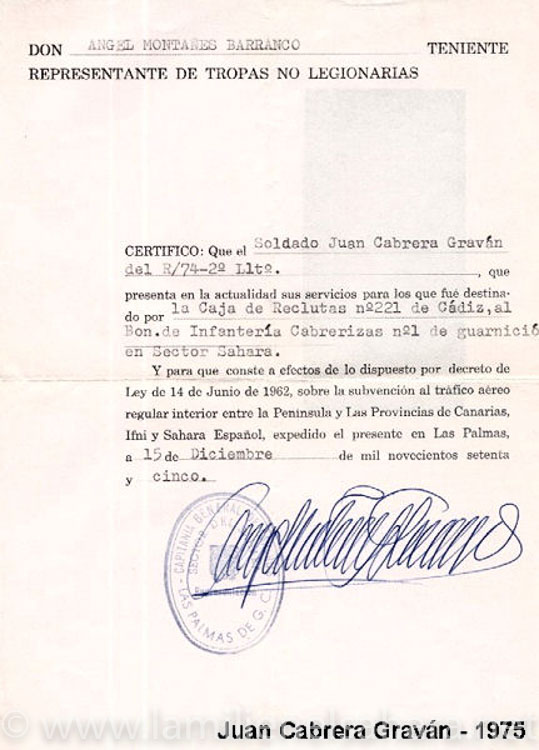 DON ANGEL MONTAÑES BARRANCO TENIENTE
REPRESENTANTE DE TROPAS NO LEGIONARIAS
CERTIFICO: Que el Soldado Juan Cabrera Graván
del R/74-2º Lltº. , que
presenta en la actualidad sus servicios para los que fué destina-
do por la Caja de Reclutas nº221 de Cádiz,al
Bon.de Infantería Cabrerizas nº1 de guarnició
en Sector Sahara.
Y para que conste a efectos de lo dispuesto por decreto de
Ley de 14 de Junio de 1962, sobre la subvención al tráfico aéreo
regular interior entre la Península y Las Provincias de Canarias,
Ifni y Sahara Español, expedido el presente en Las Palmas,
a 15 de Diciembre de mil novecientos setenta
y cinco.
CAPITANIA GENERAL
SECTOR
LAS PALMAS DE G. C.
Juan Cabrera Graván - 1975